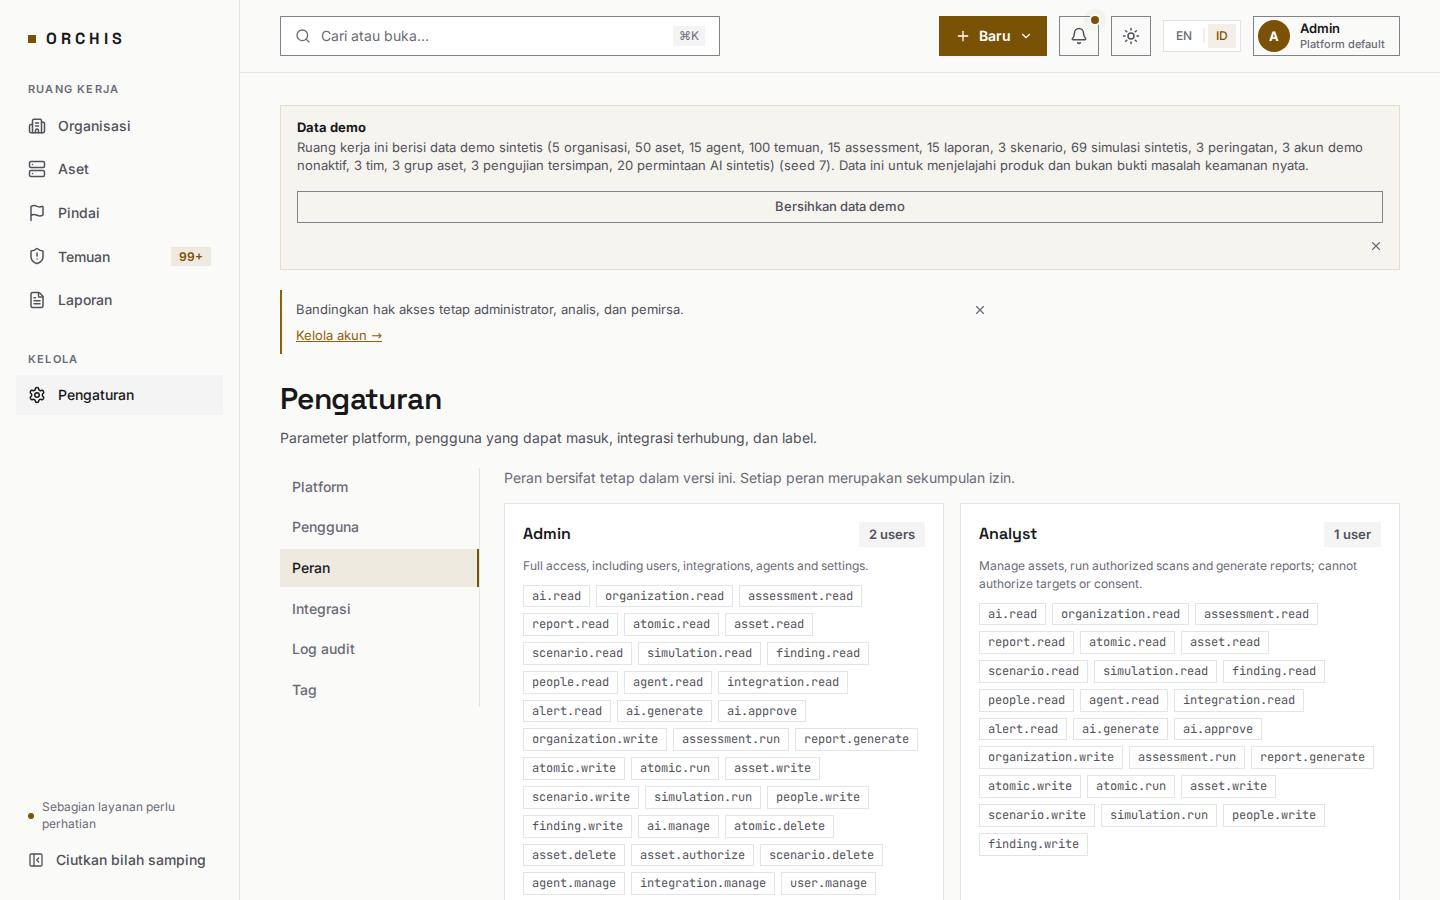 ORCHIS
Cari atau buka...
⌘K
Baru
EN
ID
A
Admin
Platform default
RUANG KERJA
Organisasi
Aset
Pindai
Temuan
99+
Laporan
KELOLA
Pengaturan
Sebagian layanan perlu
perhatian
Ciutkan bilah samping
Data demo
Ruang kerja ini berisi data demo sintetis (5 organisasi, 50 aset, 15 agent, 100 temuan, 15 assessment, 15 laporan, 3 skenario, 69 simulasi sintetis, 3 peringatan, 3 akun demo
nonaktif, 3 tim, 3 grup aset, 3 pengujian tersimpan, 20 permintaan AI sintetis) (seed 7). Data ini untuk menjelajahi produk dan bukan bukti masalah keamanan nyata.
Bersihkan data demo
Bandingkan hak akses tetap administrator, analis, dan pemirsa.
Kelola akun →
Pengaturan
Parameter platform, pengguna yang dapat masuk, integrasi terhubung, dan label.
Platform
Pengguna
Peran
Integrasi
Log audit
Tag
Peran bersifat tetap dalam versi ini. Setiap peran merupakan sekumpulan izin.
Admin
2 users
Full access, including users, integrations, agents and settings.
ai.read organization.read assessment.read
report.read atomic.read asset.read
scenario.read simulation.read finding.read
people.read agent.read integration.read
alert.read ai.generate ai.approve
organization.write assessment.run report.generate
atomic.write atomic.run asset.write
scenario.write simulation.run people.write
finding.write ai.manage atomic.delete
asset.delete asset.authorize scenario.delete
agent.manage integration.manage user.manage
Analyst
1 user
Manage assets, run authorized scans and generate reports; cannot
authorize targets or consent.
ai.read organization.read assessment.read
report.read atomic.read asset.read
scenario.read simulation.read finding.read
people.read agent.read integration.read
alert.read ai.generate ai.approve
organization.write assessment.run report.generate
atomic.write atomic.run asset.write
scenario.write simulation.run people.write
finding.write